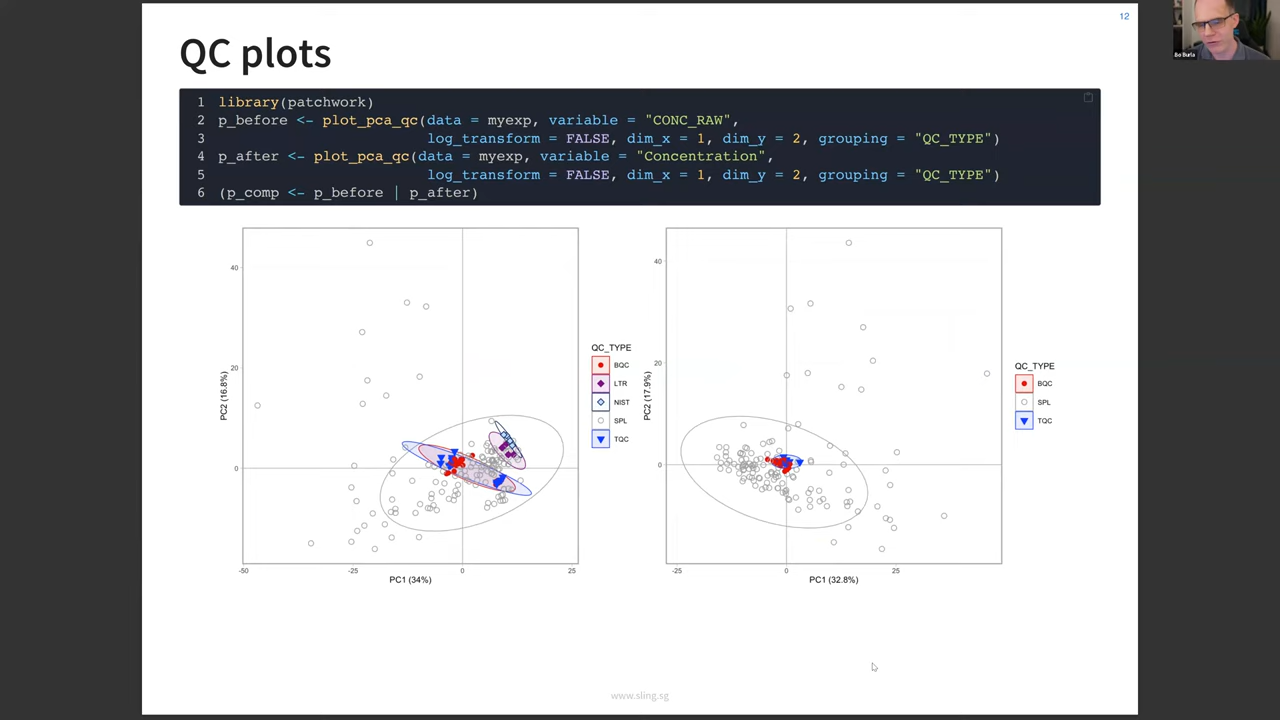 12
Bo Burla
QC plots
1 library(patchwork)
2 p_before <- plot_pca_qc(data = myexp, variable = "CONC_RAW",
3 log_transform = FALSE, dim_x = 1, dim_y = 2, grouping = "QC_TYPE")
4 p_after <- plot_pca_qc(data = myexp, variable = "Concentration",
5 log_transform = FALSE, dim_x = 1, dim_y = 2, grouping = "QC_TYPE")
6 (p_comp <- p_before | p_after)
40
20
0
PC2 (16.8%)
-50 -25 0 25
PC1 (34%)
QC_TYPE
BQC
LTR
NIST
SPL
TQC
40
20
0
PC2 (17.9%)
-25 0 25
PC1 (32.8%)
QC_TYPE
BQC
SPL
TQC
www.sling.sg